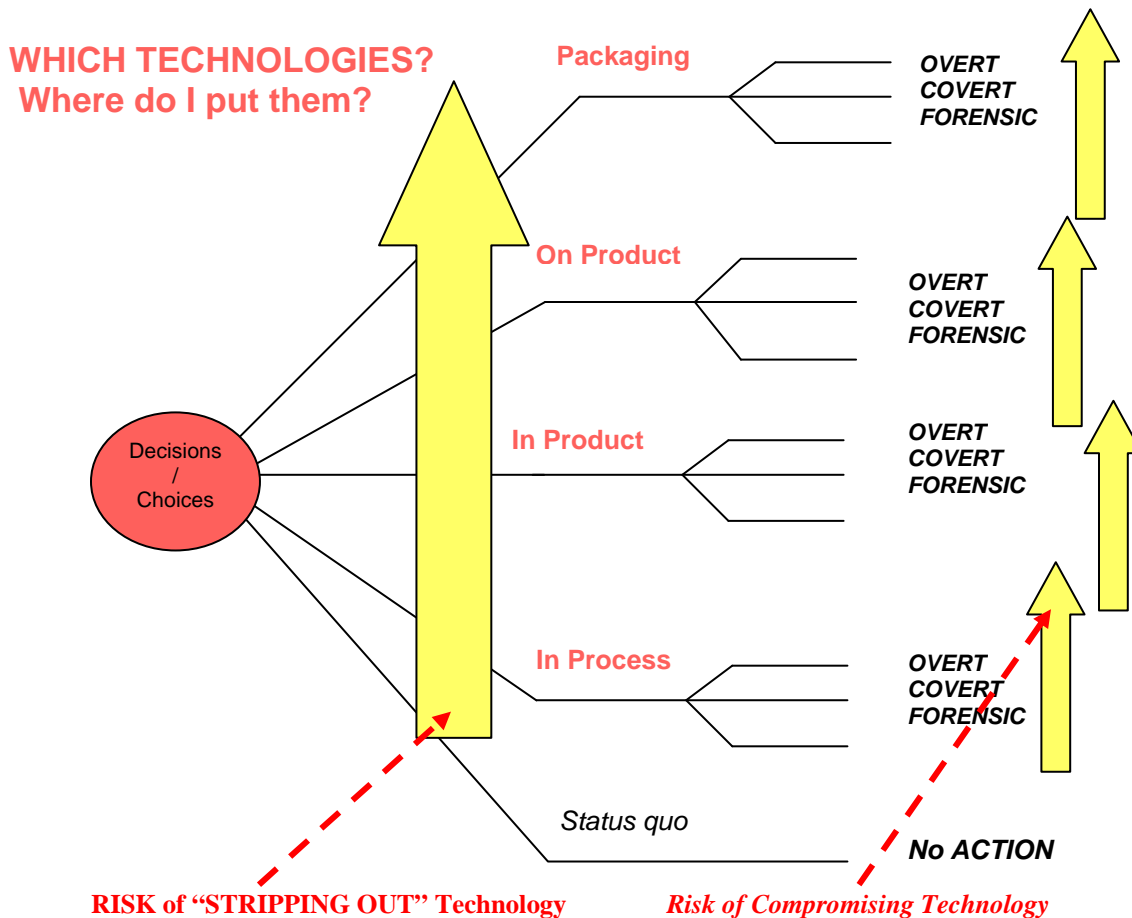 WHICH TECHNOLOGIES?
Where do I put them?
Packaging
OVERT
COVERT
FORENSIC
On Product
OVERT
COVERT
FORENSIC
Decisions
/
Choices
In Product
OVERT
COVERT
FORENSIC
In Process
OVERT
COVERT
FORENSIC
Status quo
No ACTION
RISK of “STRIPPING OUT” Technology
Risk of Compromising Technology